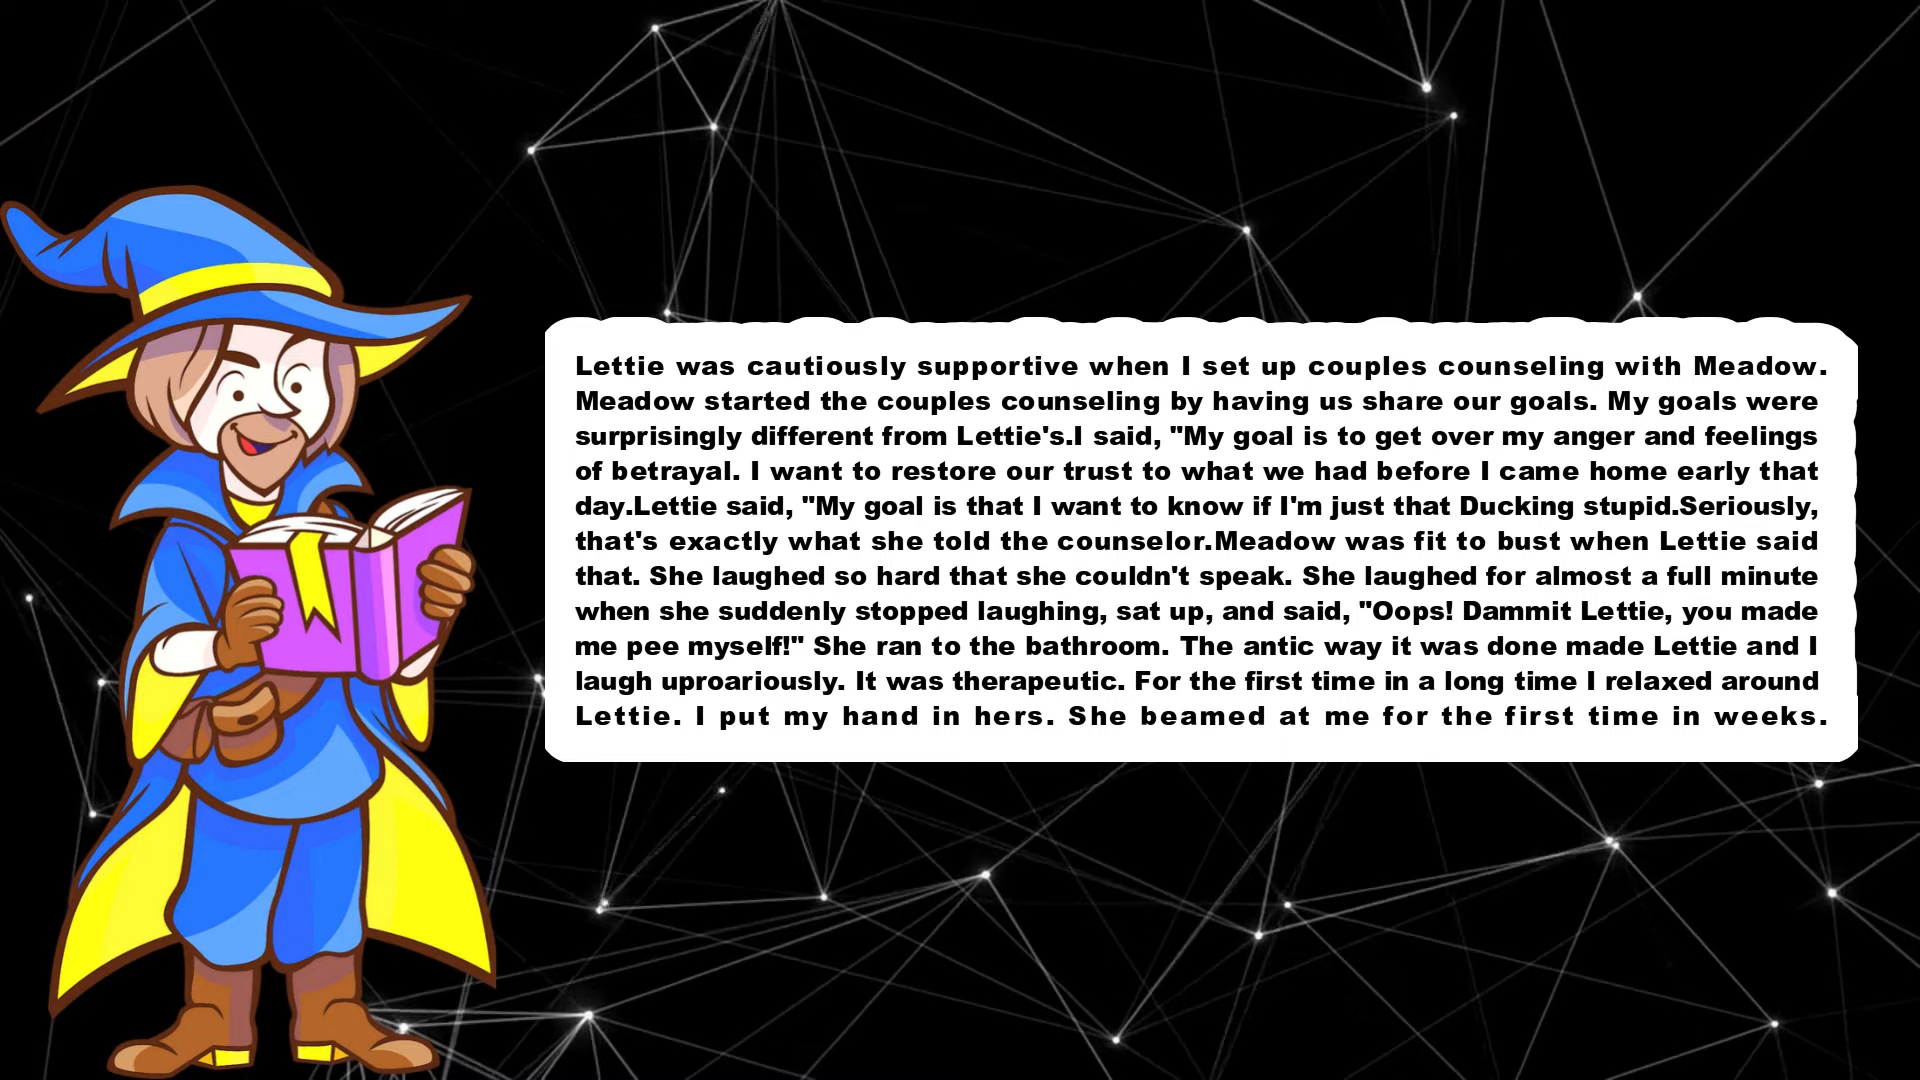 Lettie was cautiously supportive when I set up couples counseling with Meadow.
Meadow started the couples counseling by having us share our goals. My goals were
surprisingly different from Lettie's.I said, "My goal is to get over my anger and feelings
of betrayal. I want to restore our trust to what we had before I came home early that
day.Lettie said, "My goal is that I want to know if I'm just that Ducking stupid.Seriously,
that's exactly what she told the counselor.Meadow was fit to bust when Lettie said
that. She laughed so hard that she couldn't speak. She laughed for almost a full minute
when she suddenly stopped laughing, sat up, and said, "Oops! Dammit Lettie, you made
me pee myself!" She ran to the bathroom. The antic way it was done made Lettie and I
laugh uproariously. It was therapeutic. For the first time in a long time I relaxed around
Lettie. I put my hand in hers. She beamed at me for the first time in weeks.